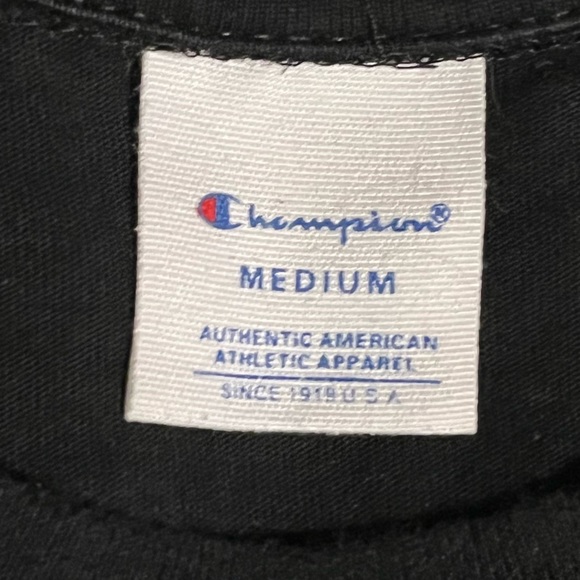 Champion®
MEDIUM
AUTHENTIC AMERICAN
ATHLETIC APPAREL
SINCE 1919 U S A